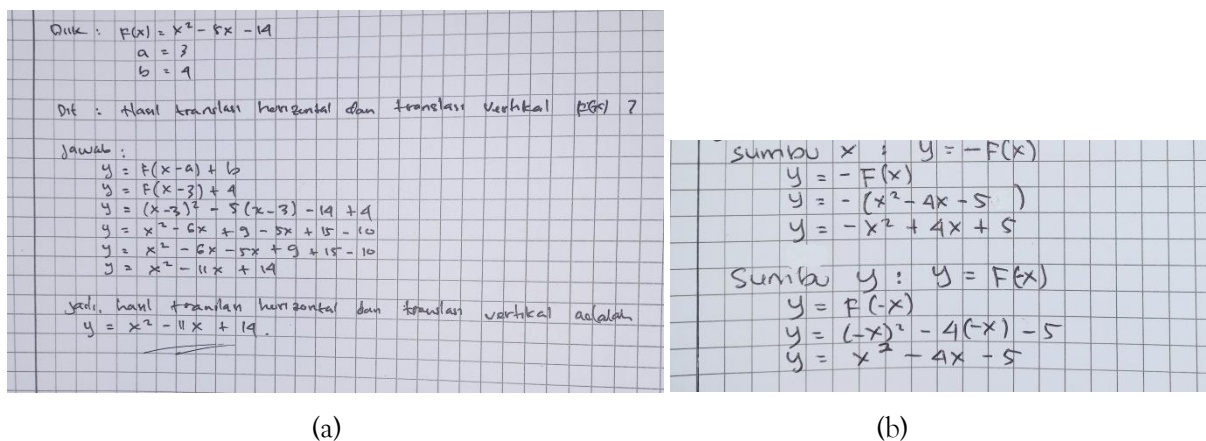 Dik : F(x) = x² - 5x - 14
a = 3
b = 4
Dit : Hasil translasi horizontal dan translasi vertikal F(x) ?
Jawab :
y = F(x-a) + b
y = F(x-3) + 4
y = (x-3)² - 5(x-3) - 14 + 4
y = x² - 6x + 9 - 5x + 15 - 10
y = x² - 6x - 5x + 9 + 15 - 10
y = x² - 11x + 14
Jadi, hasil translasi horizontal dan translasi vertikal adalah
y = x² - 11x + 14.
(a)
sumbu x : y = -F(x)
y = - F(x)
y = - (x² - 4x - 5 )
y = - x² + 4x + 5
Sumbu y : y = F(-x)
y = F(-x)
y = (-x)² - 4(-x) - 5
y = x² - 4x - 5
(b)